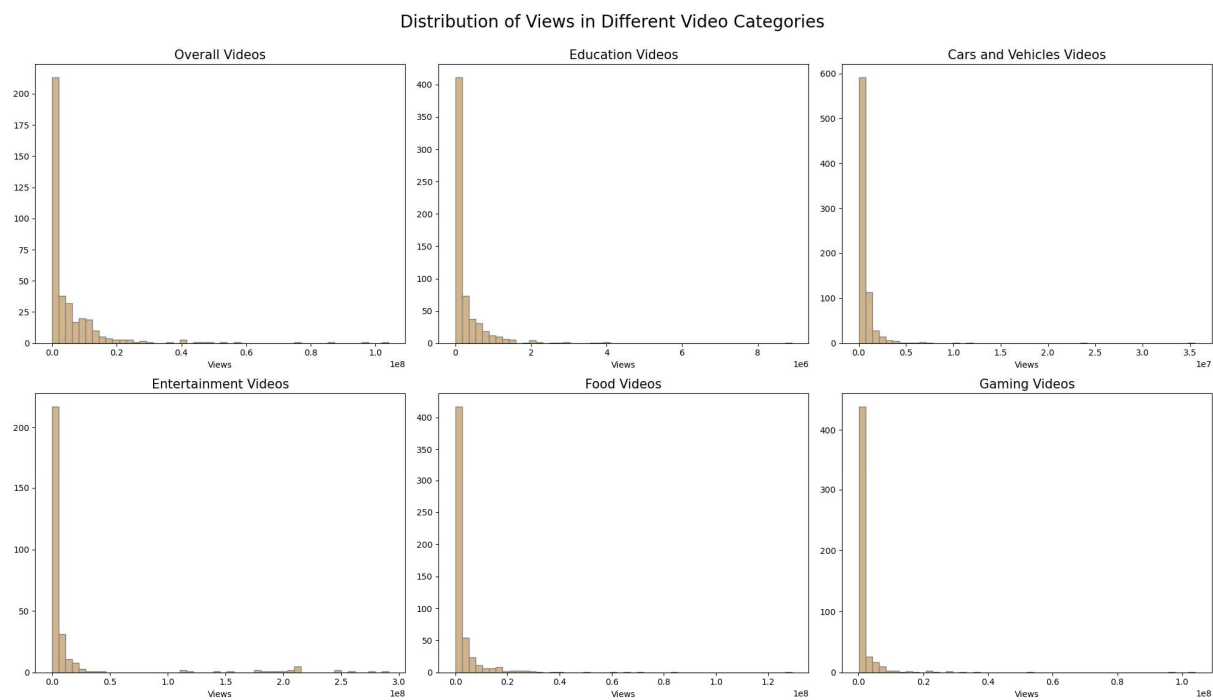 Distribution of Views in Different Video Categories
Overall Videos
200
175
150
125
100
75
50
25
0
0.0 0.2 0.4 0.6 0.8 1.0
Views
1e8
Education Videos
400
350
300
250
200
150
100
50
0
0 2 4 6 8
Views
1e6
Cars and Vehicles Videos
600
500
400
300
200
100
0
0.0 0.5 1.0 1.5 2.0 2.5 3.0 3.5
Views
1e7
Entertainment Videos
200
150
100
50
0
0.0 0.5 1.0 1.5 2.0 2.5 3.0
Views
1e8
Food Videos
400
350
300
250
200
150
100
50
0
0.0 0.2 0.4 0.6 0.8 1.0 1.2
Views
1e8
Gaming Videos
400
300
200
100
0
0.0 0.2 0.4 0.6 0.8 1.0
Views
1e8